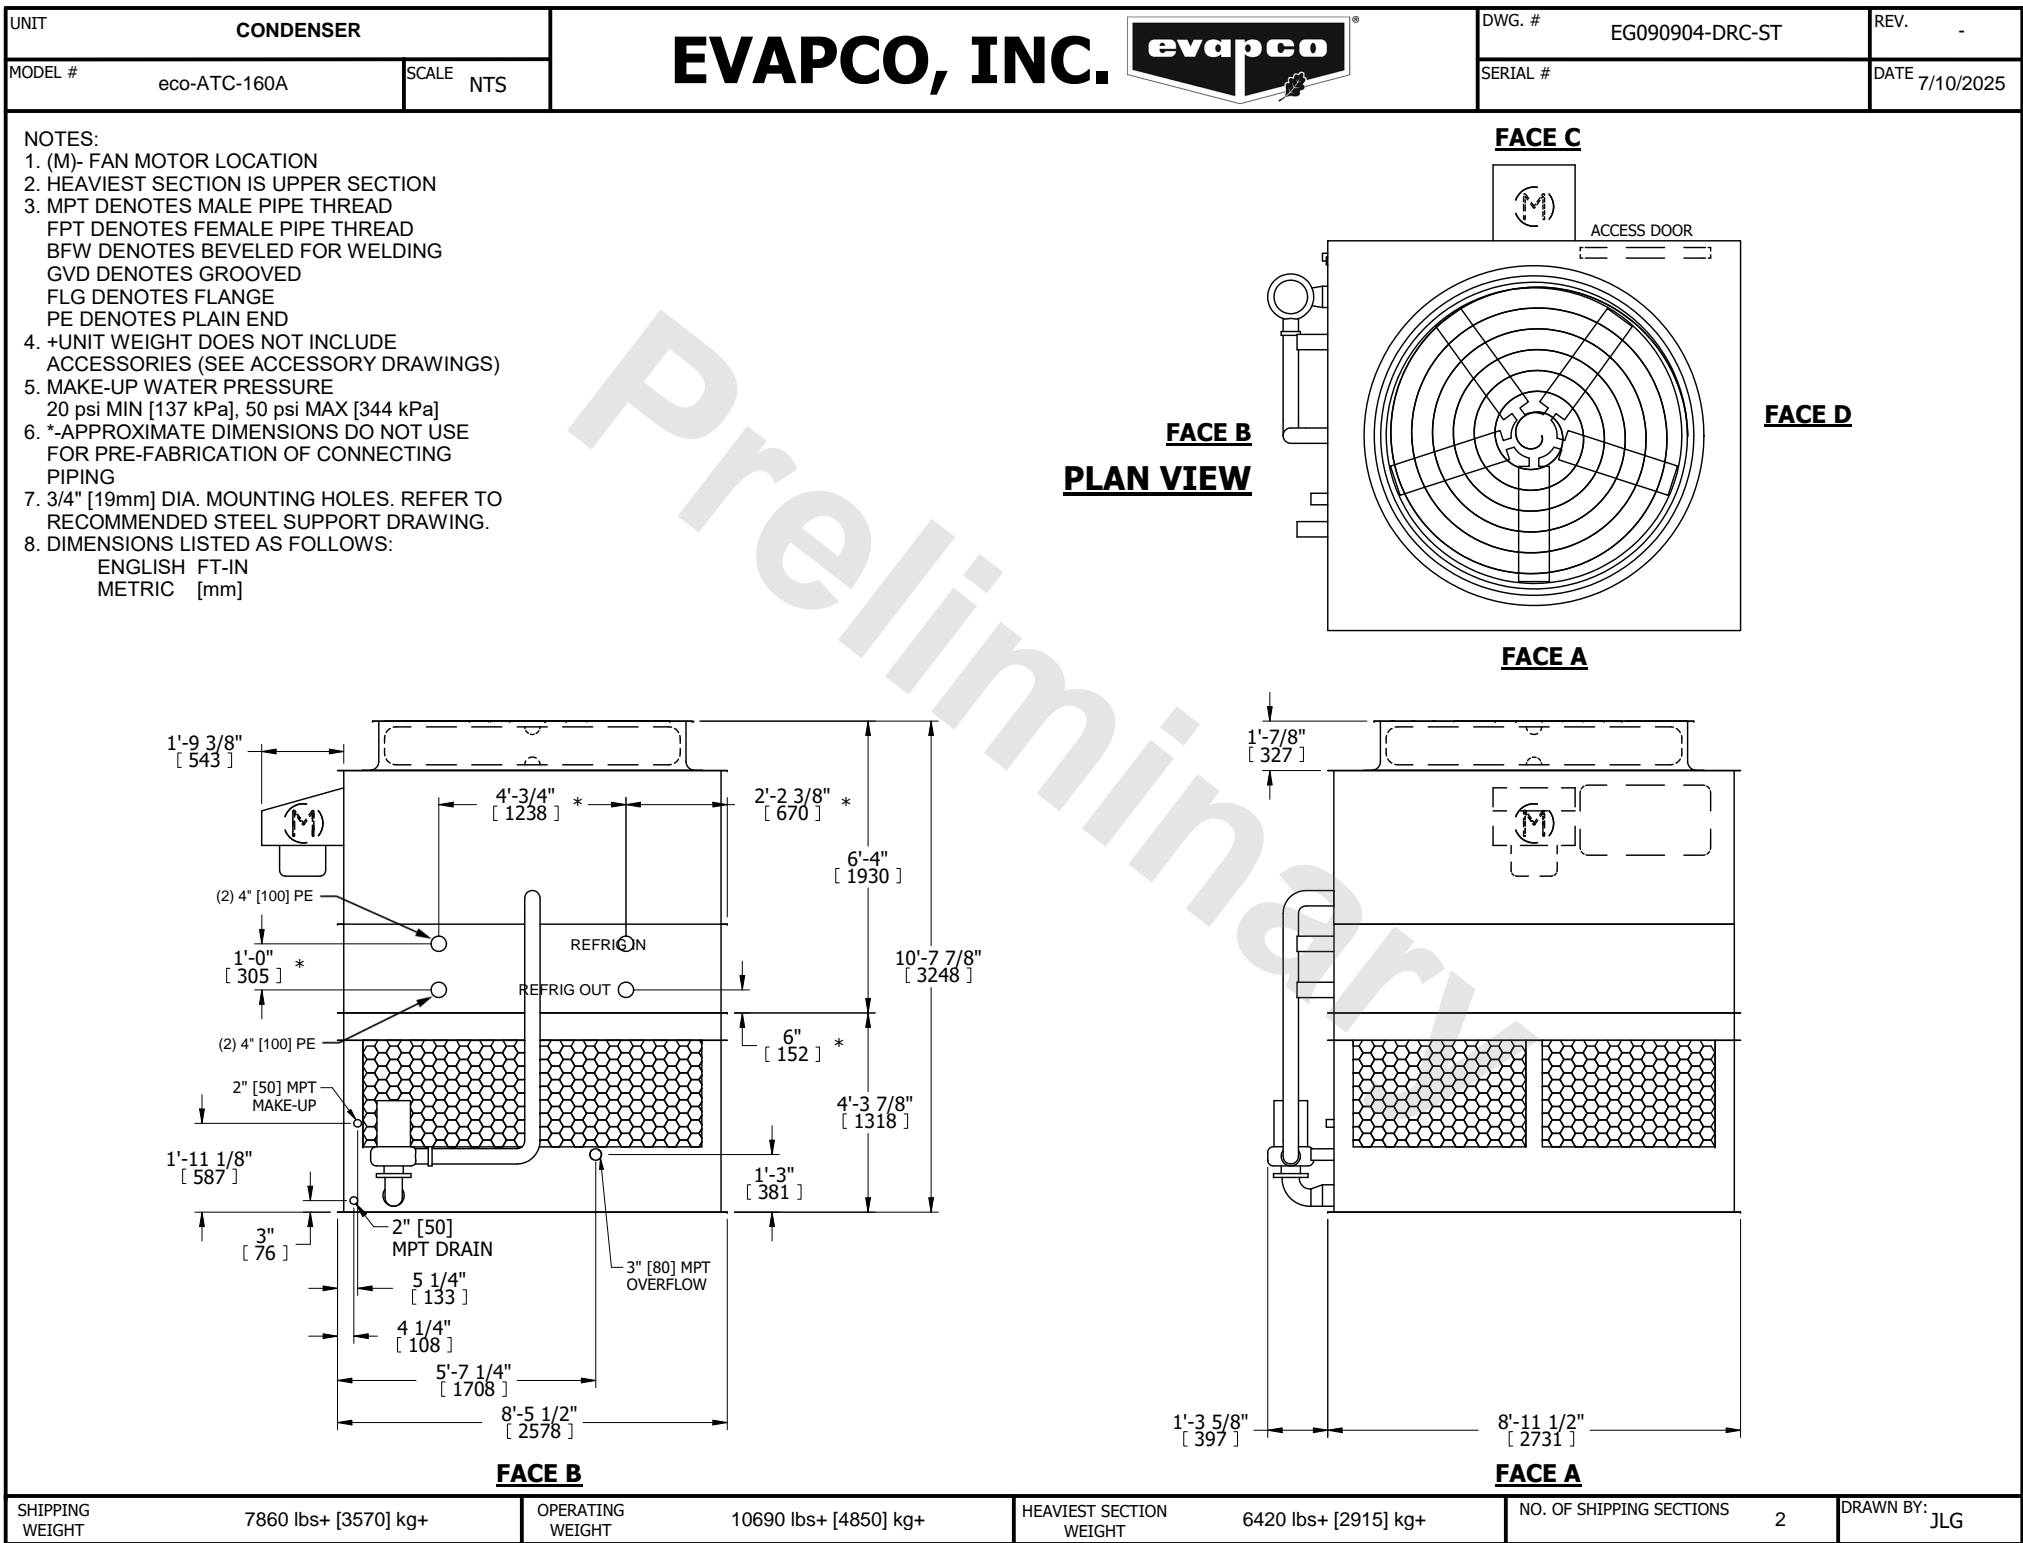 UNIT
CONDENSER
MODEL #
eco-ATC-160A
SCALE NTS
EVAPCO, INC.
evapco®
DWG. #
EG090904-DRC-ST
REV.
-
SERIAL #
DATE 7/10/2025
NOTES:
1. (M)- FAN MOTOR LOCATION
2. HEAVIEST SECTION IS UPPER SECTION
3. MPT DENOTES MALE PIPE THREAD
FPT DENOTES FEMALE PIPE THREAD
BFW DENOTES BEVELED FOR WELDING
GVD DENOTES GROOVED
FLG DENOTES FLANGE
PE DENOTES PLAIN END
4. +UNIT WEIGHT DOES NOT INCLUDE
ACCESSORIES (SEE ACCESSORY DRAWINGS)
5. MAKE-UP WATER PRESSURE
20 psi MIN [137 kPa], 50 psi MAX [344 kPa]
6. *-APPROXIMATE DIMENSIONS DO NOT USE
FOR PRE-FABRICATION OF CONNECTING
PIPING
7. 3/4" [19mm] DIA. MOUNTING HOLES. REFER TO
RECOMMENDED STEEL SUPPORT DRAWING.
8. DIMENSIONS LISTED AS FOLLOWS:
ENGLISH FT-IN
METRIC [mm]
Preliminary
FACE C
(M)
ACCESS DOOR
FACE B
FACE D
PLAN VIEW
FACE A
1'-9 3/8"
[ 543 ]
(M)
4'-3/4" *
[ 1238 ]
2'-2 3/8" *
[ 670 ]
6'-4"
[ 1930 ]
(2) 4" [100] PE
REFRIG IN
1'-0" *
[ 305 ]
10'-7 7/8"
[ 3248 ]
REFRIG OUT
(2) 4" [100] PE
6" *
[ 152 ]
2" [50] MPT
MAKE-UP
4'-3 7/8"
[ 1318 ]
1'-11 1/8"
[ 587 ]
1'-3"
[ 381 ]
3"
[ 76 ]
2" [50]
MPT DRAIN
3" [80] MPT
OVERFLOW
5 1/4"
[ 133 ]
4 1/4"
[ 108 ]
5'-7 1/4"
[ 1708 ]
8'-5 1/2"
[ 2578 ]
FACE B
1'-7/8"
[ 327 ]
(M)
1'-3 5/8"
[ 397 ]
8'-11 1/2"
[ 2731 ]
FACE A
SHIPPING
WEIGHT
7860 lbs+ [3570] kg+
OPERATING
WEIGHT
10690 lbs+ [4850] kg+
HEAVIEST SECTION
WEIGHT
6420 lbs+ [2915] kg+
NO. OF SHIPPING SECTIONS
2
DRAWN BY:
JLG